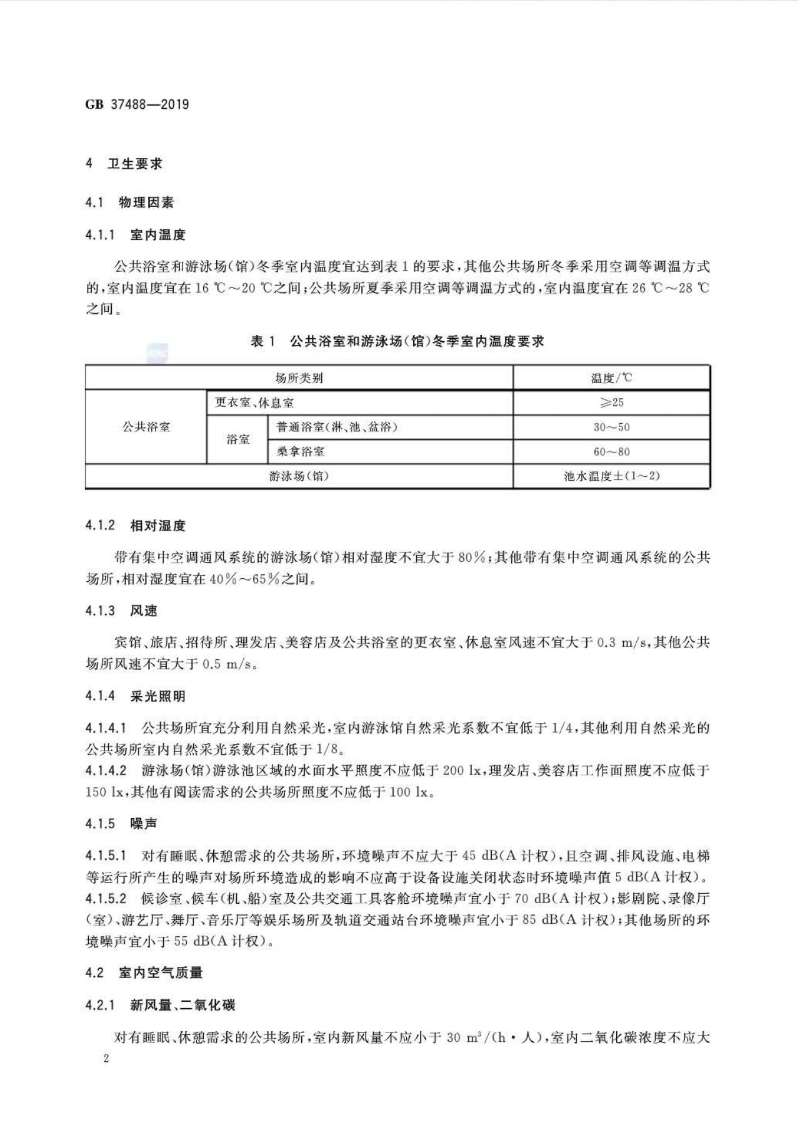 GB 37488—2019
4 卫生要求
4.1 物理因素
4.1.1 室内温度
公共浴室和游泳场(馆)冬季室内温度宜达到表 1 的要求,其他公共场所冬季采用空调等调温方式
的,室内温度宜在 16 ℃～20 ℃之间;公共场所夏季采用空调等调温方式的,室内温度宜在 26 ℃～28 ℃
之间。
表 1 公共浴室和游泳场(馆)冬季室内温度要求
场所类别 温度/℃
公共浴室 更衣室、休息室 ≥25
浴室 普通浴室(淋、池、盆浴) 30～50
桑拿浴室 60～80
游泳场(馆) 池水温度±(1～2)
4.1.2 相对湿度
带有集中空调通风系统的游泳场(馆)相对湿度不宜大于 80%;其他带有集中空调通风系统的公共
场所,相对湿度宜在 40%～65%之间。
4.1.3 风速
宾馆、旅店、招待所、理发店、美容店及公共浴室的更衣室、休息室风速不宜大于 0.3 m/s,其他公共
场所风速不宜大于 0.5 m/s。
4.1.4 采光照明
4.1.4.1 公共场所宜充分利用自然采光,室内游泳馆自然采光系数不宜低于 1/4,其他利用自然采光的
公共场所室内自然采光系数不宜低于 1/8。
4.1.4.2 游泳场(馆)游泳池区域的水面水平照度不应低于 200 lx,理发店、美容店工作面照度不应低于
150 lx,其他有阅读需求的公共场所照度不应低于 100 lx。
4.1.5 噪声
4.1.5.1 对有睡眠、休憩需求的公共场所,环境噪声不应大于 45 dB(A 计权),且空调、排风设施、电梯
等运行所产生的噪声对场所环境造成的影响不应高于设备设施关闭状态时环境噪声值 5 dB(A 计权)。
4.1.5.2 候诊室、候车(机、船)室及公共交通工具客舱环境噪声宜小于 70 dB(A 计权);影剧院、录像厅
(室)、游艺厅、舞厅、音乐厅等娱乐场所及轨道交通站台环境噪声宜小于 85 dB(A 计权);其他场所的环
境噪声宜小于 55 dB(A 计权)。
4.2 室内空气质量
4.2.1 新风量、二氧化碳
对有睡眠、休憩需求的公共场所,室内新风量不应小于 30 m³/(h·人),室内二氧化碳浓度不应大
2